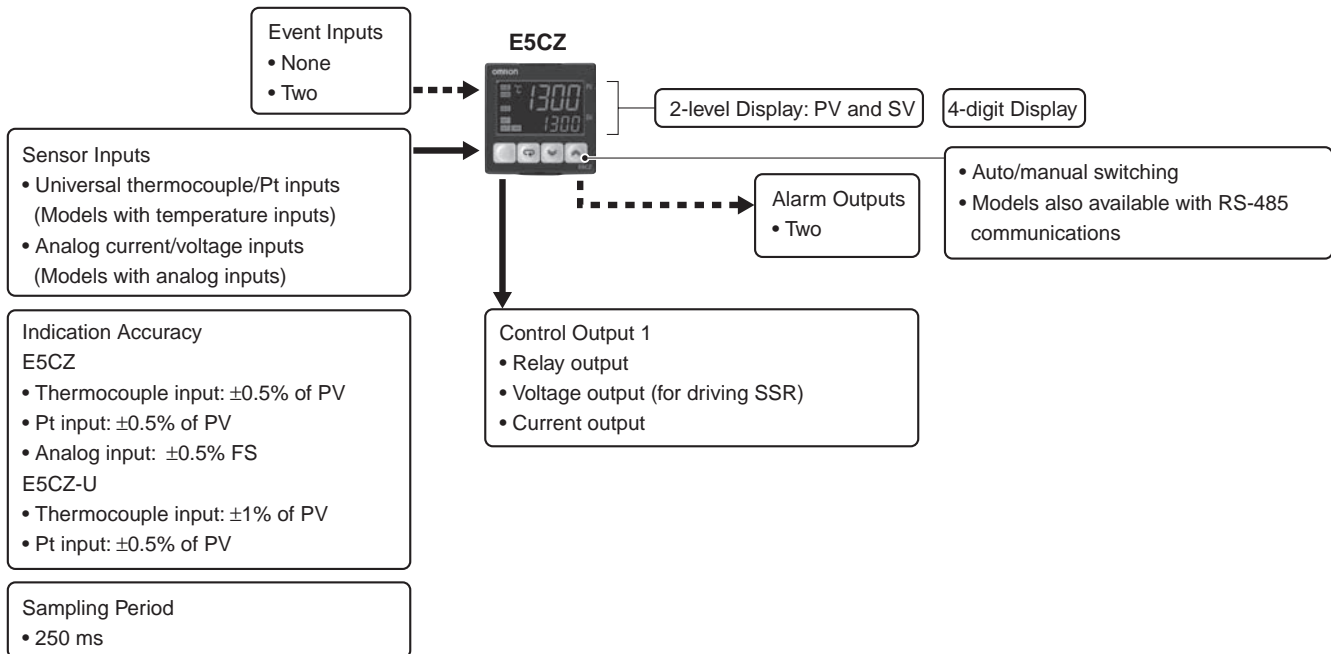 Event Inputs
• None
• Two
E5CZ
omron
°C
1300
1300
2-level Display: PV and SV
4-digit Display
Sensor Inputs
• Universal thermocouple/Pt inputs
(Models with temperature inputs)
• Analog current/voltage inputs
(Models with analog inputs)
• Auto/manual switching
• Models also available with RS-485
communications
Alarm Outputs
• Two
Indication Accuracy
E5CZ
• Thermocouple input: ±0.5% of PV
• Pt input: ±0.5% of PV
• Analog input: ±0.5% FS
E5CZ-U
• Thermocouple input: ±1% of PV
• Pt input: ±0.5% of PV
Control Output 1
• Relay output
• Voltage output (for driving SSR)
• Current output
Sampling Period
• 250 ms